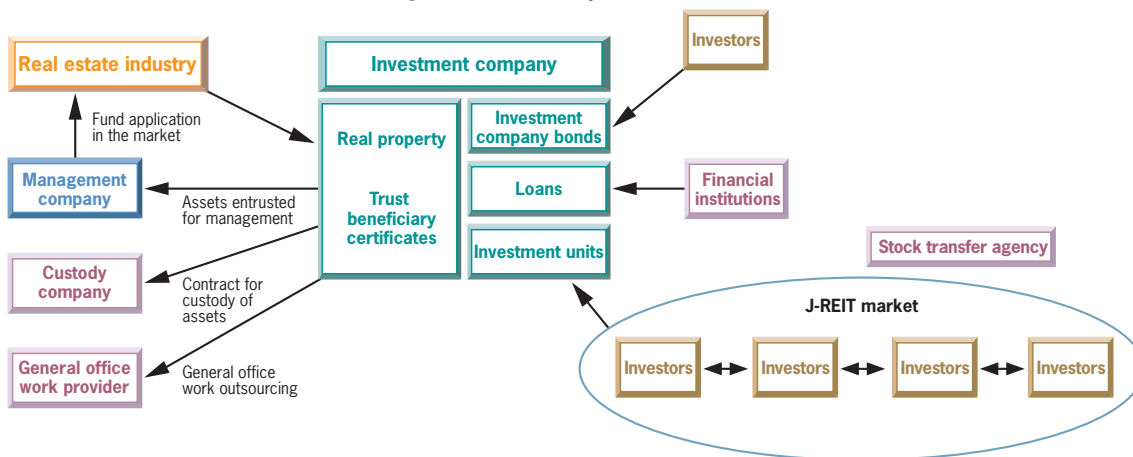 Investors
Real estate industry
Investment company
Fund application
in the market
Real property
Trust
beneficiary
certificates
Investment
company bonds
Loans
Investment units
Management
company
Assets entrusted
for management
Financial
institutions
Custody
company
Contract for
custody of
assets
Stock transfer agency
General office
work provider
General office
work outsourcing
J-REIT market
Investors
Investors
Investors
Investors